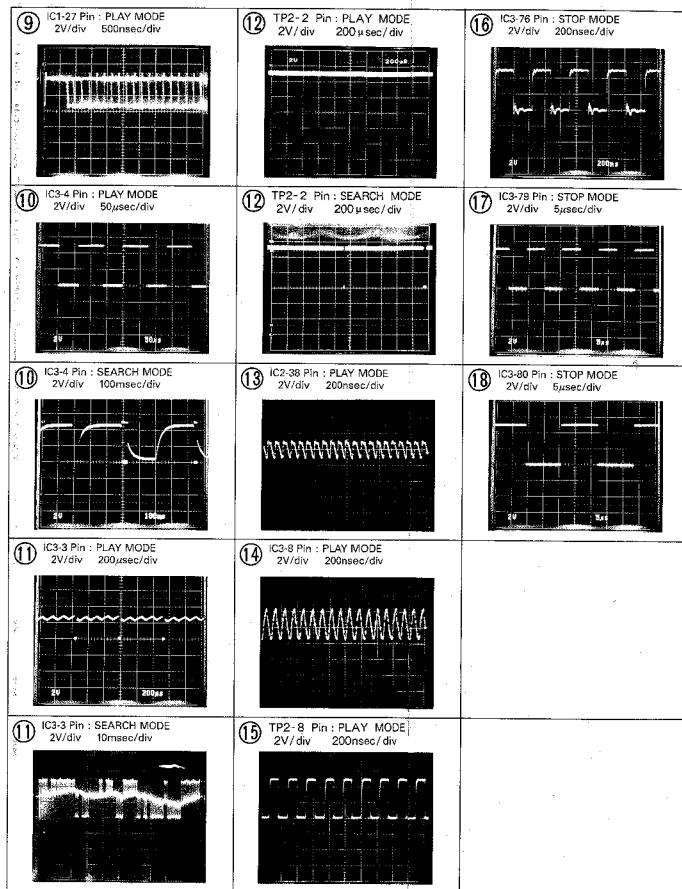 ⑨ IC1-27 Pin : PLAY MODE
2V/div 500nsec/div
⑩ IC3-4 Pin : PLAY MODE
50μsec/div
2V/div
2V 50μs
⑩ IC3-4 Pin : SEARCH MODE
2V/div 100msec/div
2V 100ms
⑪ IC3-3 Pin : PLAY MODE
2V/div 200μsec/div
2V 200μs
⑪ IC3-3 Pin : SEARCH MODE
2V/div 10msec/div
⑫ TP2-2 Pin : PLAY MODE
2V/div 200μsec/div
2V 200μs
⑫ TP2-2 Pin : SEARCH MODE
2V/div 200μsec/div
⑬ IC2-38 Pin : PLAY MODE
2V/div 200nsec/div
⑭ IC3-8 Pin : PLAY MODE
2V/div 200nsec/div
⑮ TP2-8 Pin : PLAY MODE
2V/div 200nsec/div
⑯ IC3-76 Pin : STOP MODE
2V/div 200nsec/div
2V 200ns
⑰ IC3-79 Pin : STOP MODE
2V/div 5μsec/div
2V 5μs
⑱ IC3-80 Pin : STOP MODE
2V/div 5μsec/div
2V 5μs